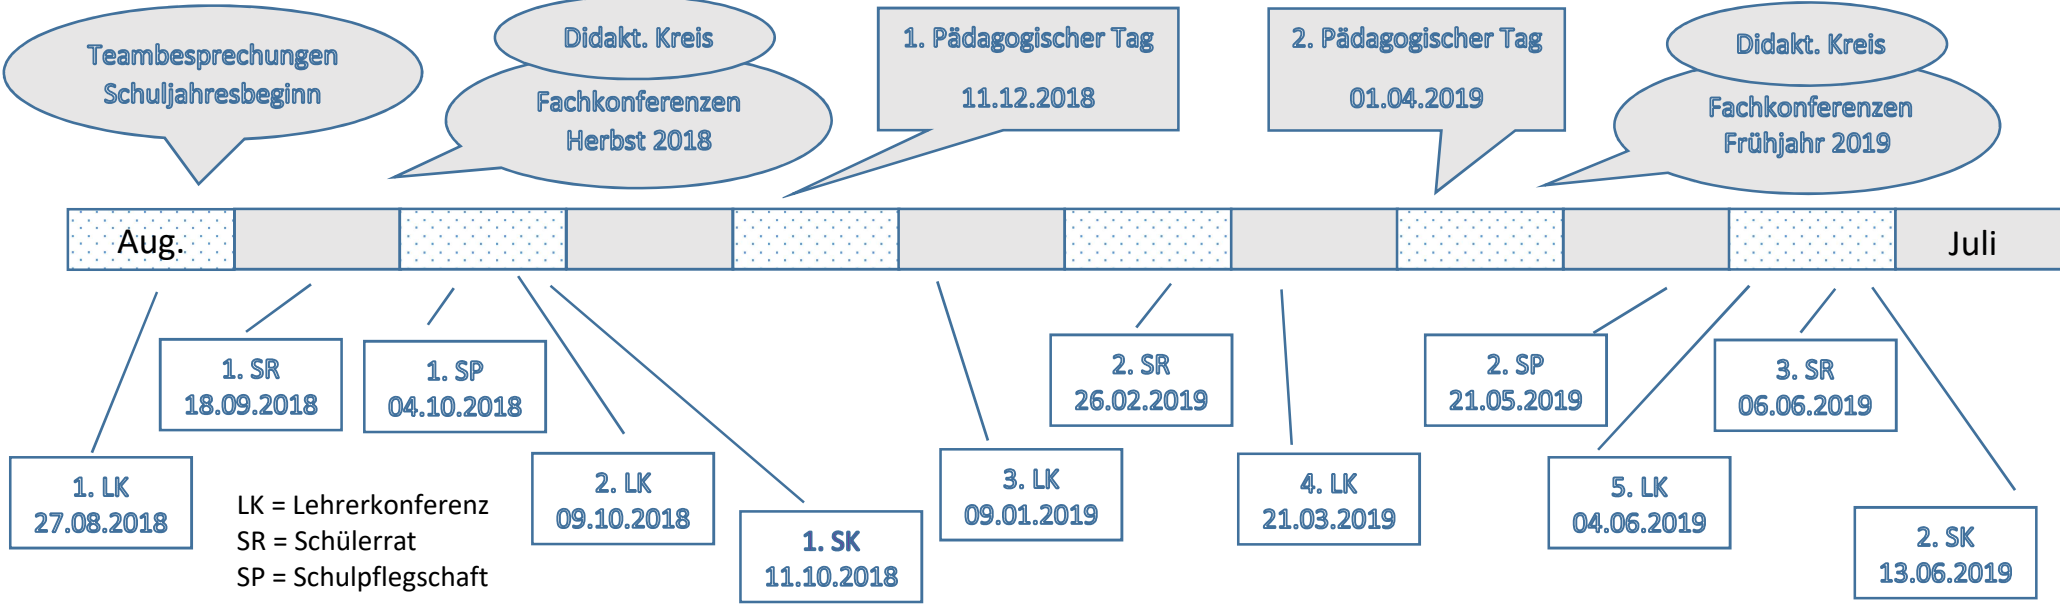 Teambesprechungen
Schuljahresbeginn
Didakt. Kreis
Fachkonferenzen
Herbst 2018
1. Pädagogischer Tag
11.12.2018
2. Pädagogischer Tag
01.04.2019
Didakt. Kreis
Fachkonferenzen
Frühjahr 2019
Aug.
Juli
1. SR
18.09.2018
1. SP
04.10.2018
2. SR
26.02.2019
2. SP
21.05.2019
3. SR
06.06.2019
1. LK
27.08.2018
2. LK
09.10.2018
1. SK
11.10.2018
3. LK
09.01.2019
4. LK
21.03.2019
5. LK
04.06.2019
2. SK
13.06.2019
LK = Lehrerkonferenz
SR = Schülerrat
SP = Schulpflegschaft